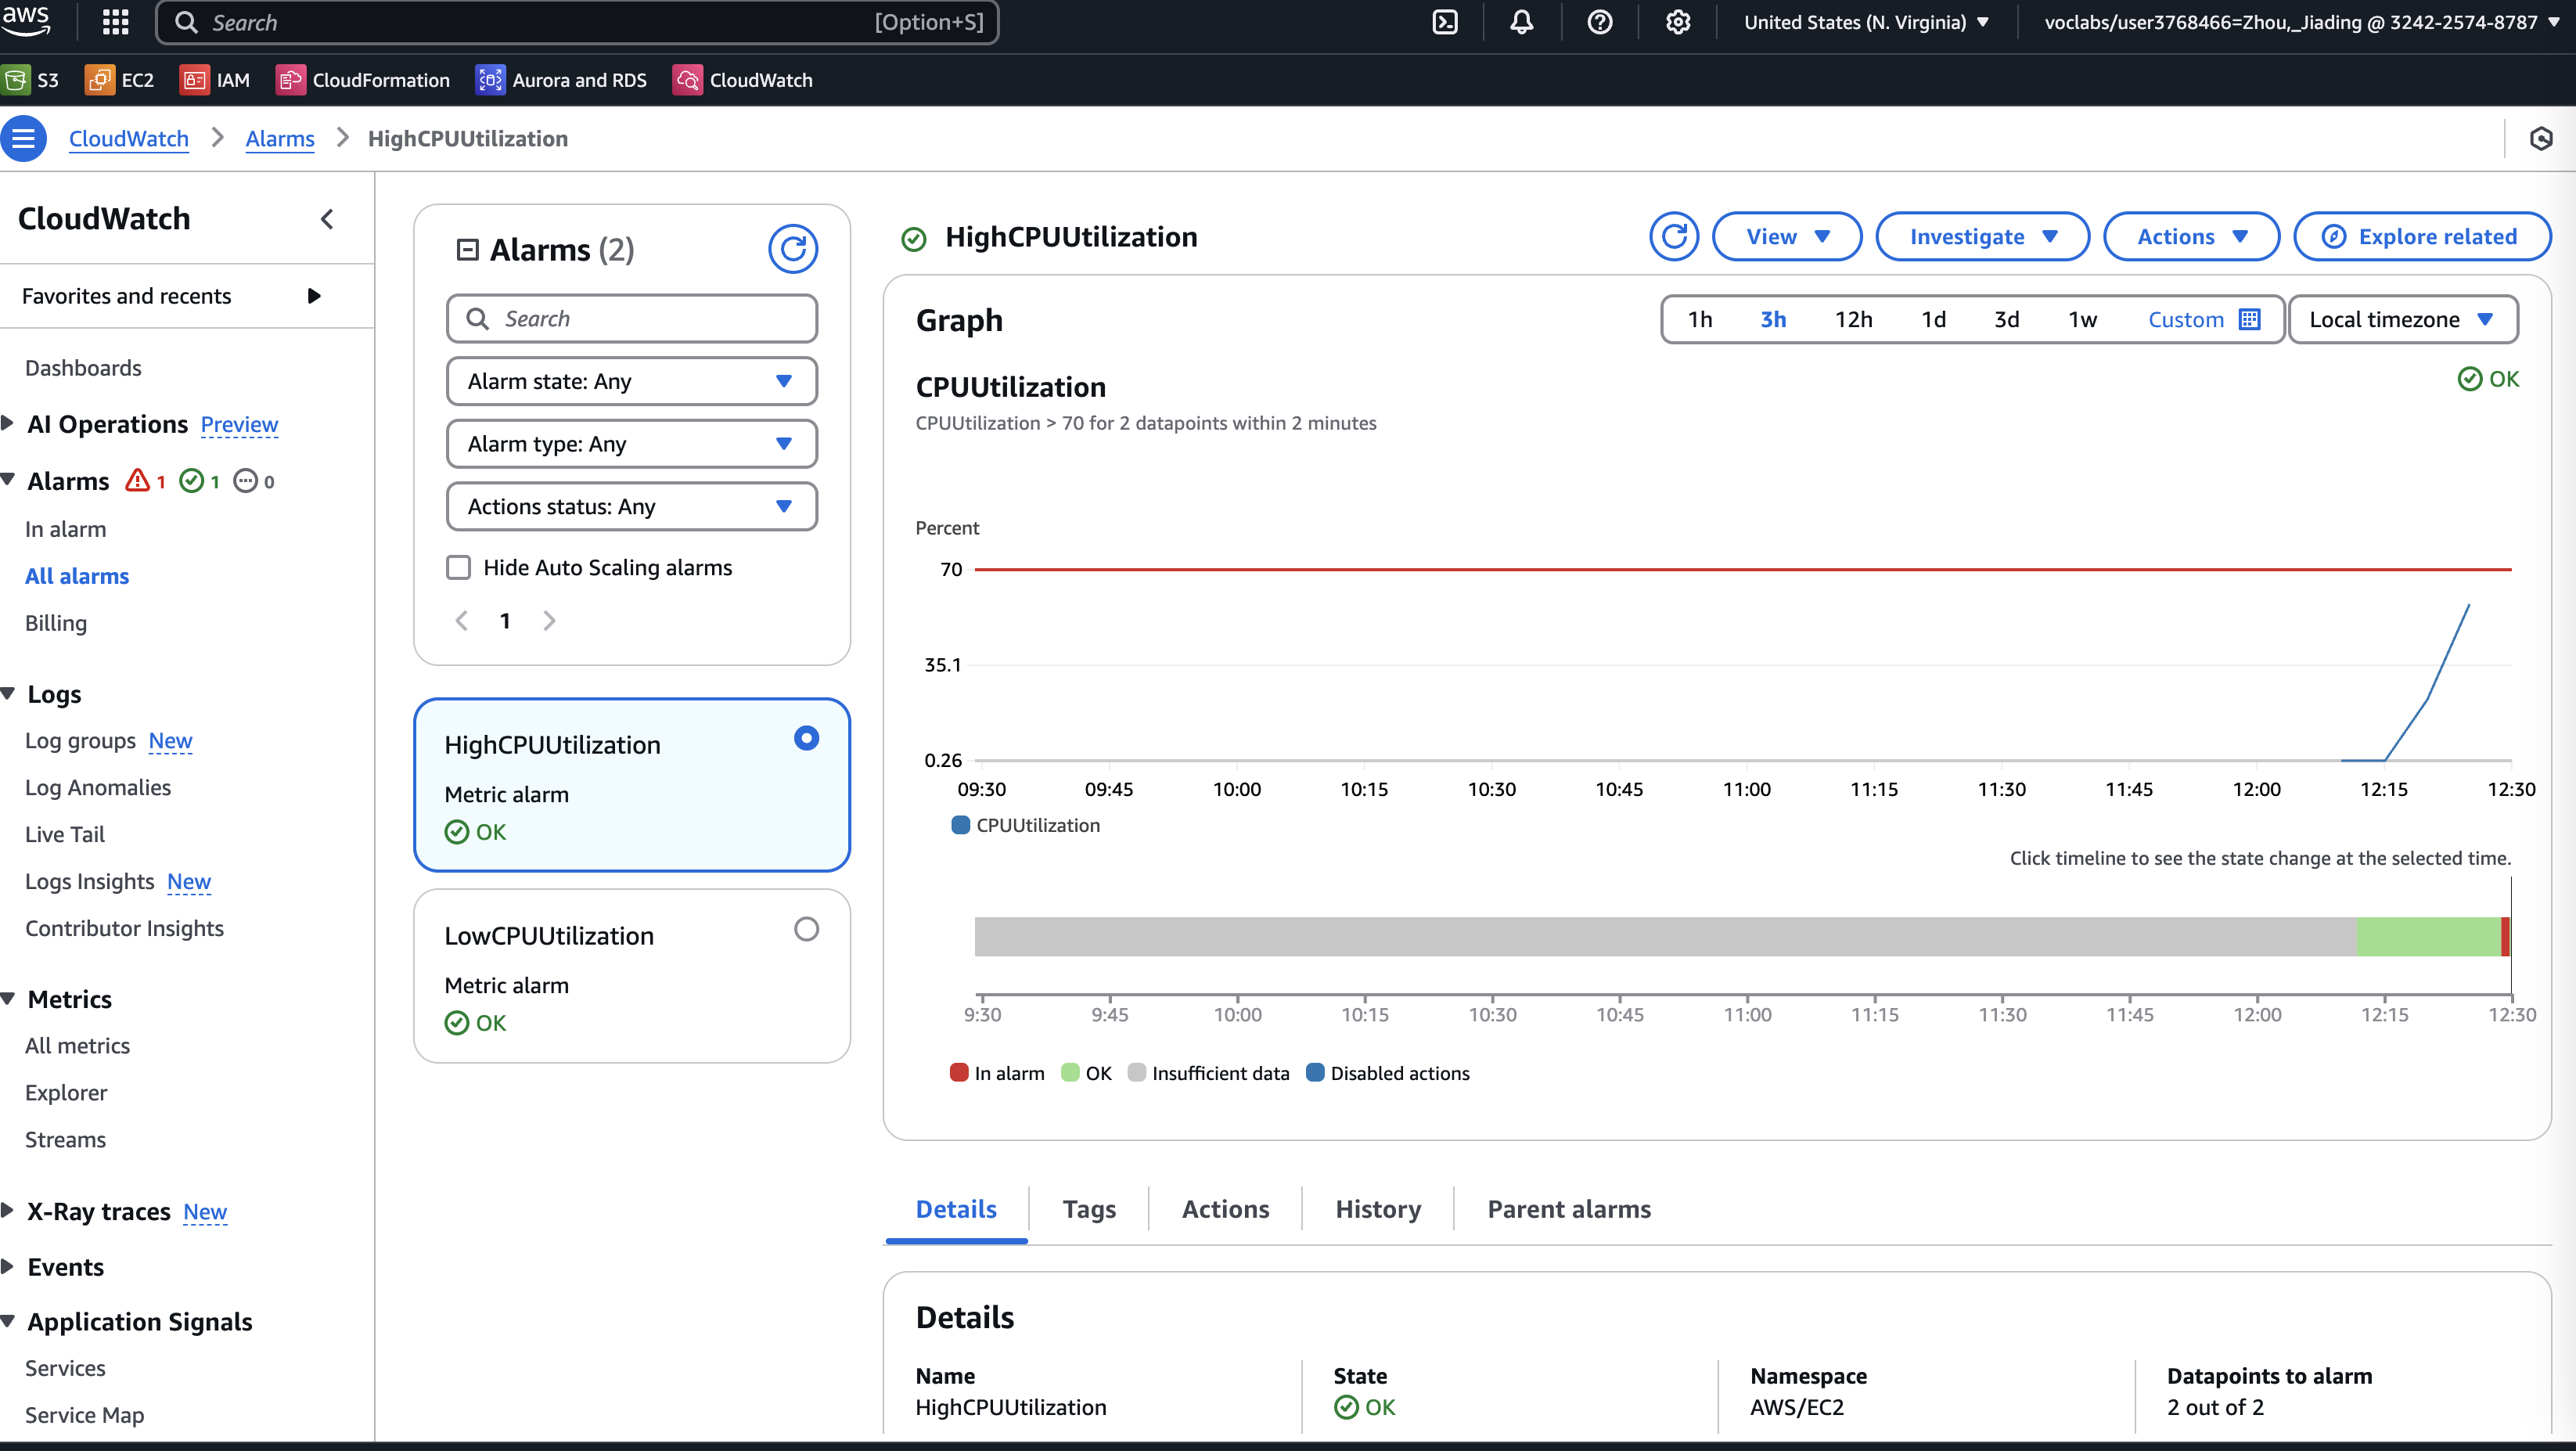 aws
Search [Option+S]
United States (N. Virginia)
voclabs/user3768466=Zhou,_Jiading @ 3242-2574-8787
S3
EC2
IAM
CloudFormation
Aurora and RDS
CloudWatch
CloudWatch
Alarms
HighCPUUtilization
CloudWatch
Favorites and recents
Dashboards
AI Operations Preview
Alarms 1 1 0
In alarm
All alarms
Billing
Logs
Log groups New
Log Anomalies
Live Tail
Logs Insights New
Contributor Insights
Metrics
All metrics
Explorer
Streams
X-Ray traces New
Events
Application Signals
Services
Service Map
Alarms (2)
Search
Alarm state: Any
Alarm type: Any
Actions status: Any
Hide Auto Scaling alarms
1
HighCPUUtilization
Metric alarm
OK
LowCPUUtilization
Metric alarm
OK
HighCPUUtilization
View
Investigate
Actions
Explore related
Graph
1h 3h 12h 1d 3d 1w Custom
Local timezone
CPUUtilization
OK
CPUUtilization > 70 for 2 datapoints within 2 minutes
Percent
70
35.1
0.26
09:30 09:45 10:00 10:15 10:30 10:45 11:00 11:15 11:30 11:45 12:00 12:15 12:30
CPUUtilization
Click timeline to see the state change at the selected time.
9:30 9:45 10:00 10:15 10:30 10:45 11:00 11:15 11:30 11:45 12:00 12:15 12:30
In alarm OK Insufficient data Disabled actions
Details Tags Actions History Parent alarms
Details
Name
HighCPUUtilization
State
OK
Namespace
AWS/EC2
Datapoints to alarm
2 out of 2